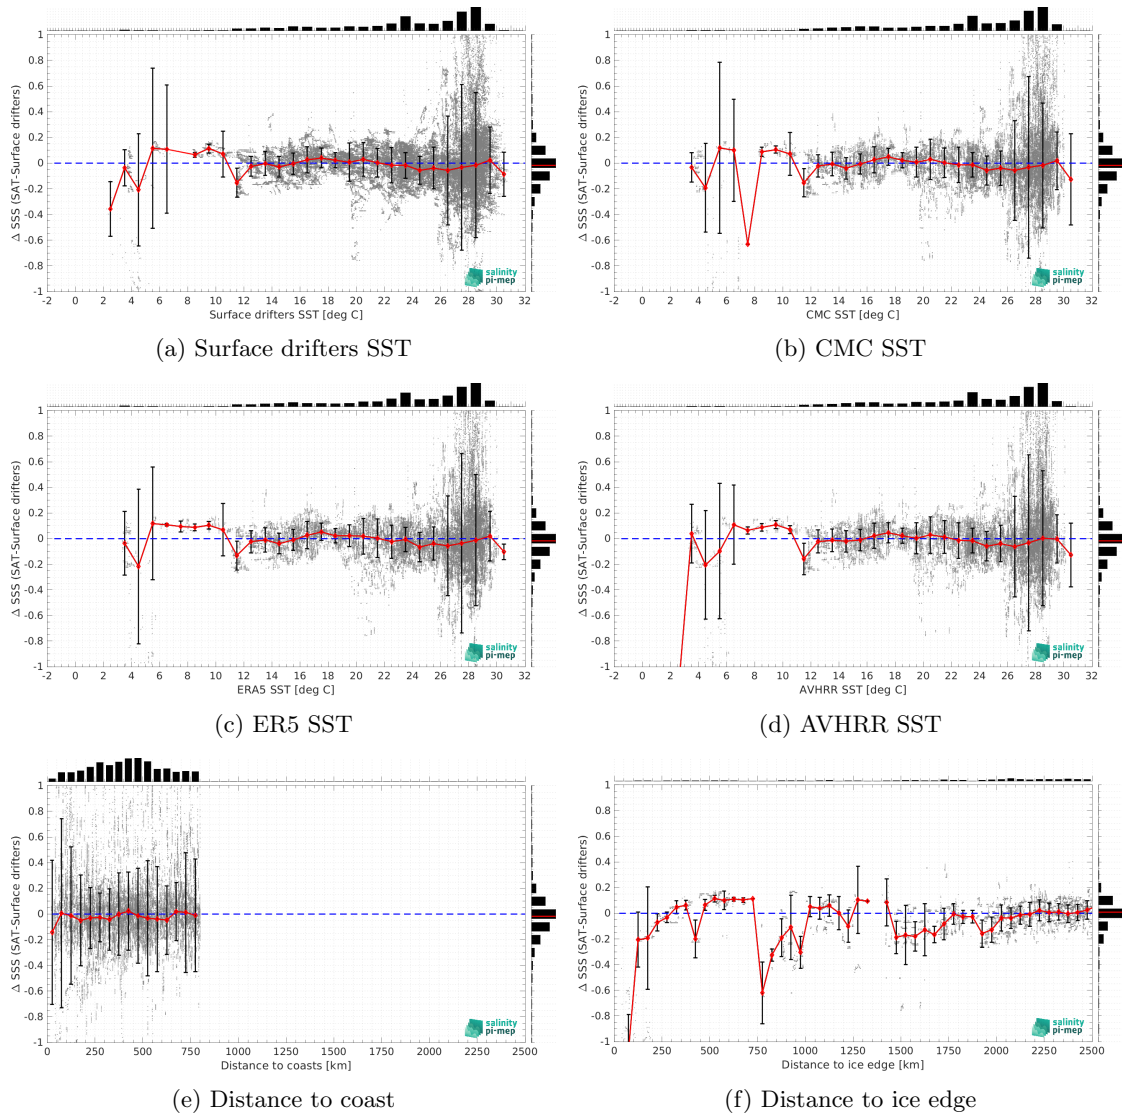 1
0.8
0.6
0.4
0.2
0
-0.2
-0.4
-0.6
-0.8
-1
Δ SSS (SAT-Surface drifters)
salinity
pi-mep
-2 0 2 4 6 8 10 12 14 16 18 20 22 24 26 28 30 32
Surface drifters SST [deg C]
(a) Surface drifters SST
1
0.8
0.6
0.4
0.2
0
-0.2
-0.4
-0.6
-0.8
-1
Δ SSS (SAT-Surface drifters)
salinity
pi-mep
-2 0 2 4 6 8 10 12 14 16 18 20 22 24 26 28 30 32
CMC SST [deg C]
(b) CMC SST
1
0.8
0.6
0.4
0.2
0
-0.2
-0.4
-0.6
-0.8
-1
Δ SSS (SAT-Surface drifters)
salinity
pi-mep
-2 0 2 4 6 8 10 12 14 16 18 20 22 24 26 28 30 32
ERA5 SST [deg C]
(c) ER5 SST
1
0.8
0.6
0.4
0.2
0
-0.2
-0.4
-0.6
-0.8
-1
Δ SSS (SAT-Surface drifters)
salinity
pi-mep
-2 0 2 4 6 8 10 12 14 16 18 20 22 24 26 28 30 32
AVHRR SST [deg C]
(d) AVHRR SST
1
0.8
0.6
0.4
0.2
0
-0.2
-0.4
-0.6
-0.8
-1
Δ SSS (SAT-Surface drifters)
salinity
pi-mep
0 250 500 750 1000 1250 1500 1750 2000 2250 2500
Distance to coasts [km]
(e) Distance to coast
1
0.8
0.6
0.4
0.2
0
-0.2
-0.4
-0.6
-0.8
-1
Δ SSS (SAT-Surface drifters)
salinity
pi-mep
0 250 500 750 1000 1250 1500 1750 2000 2250 2500
Distance to ice edge [km]
(f) Distance to ice edge